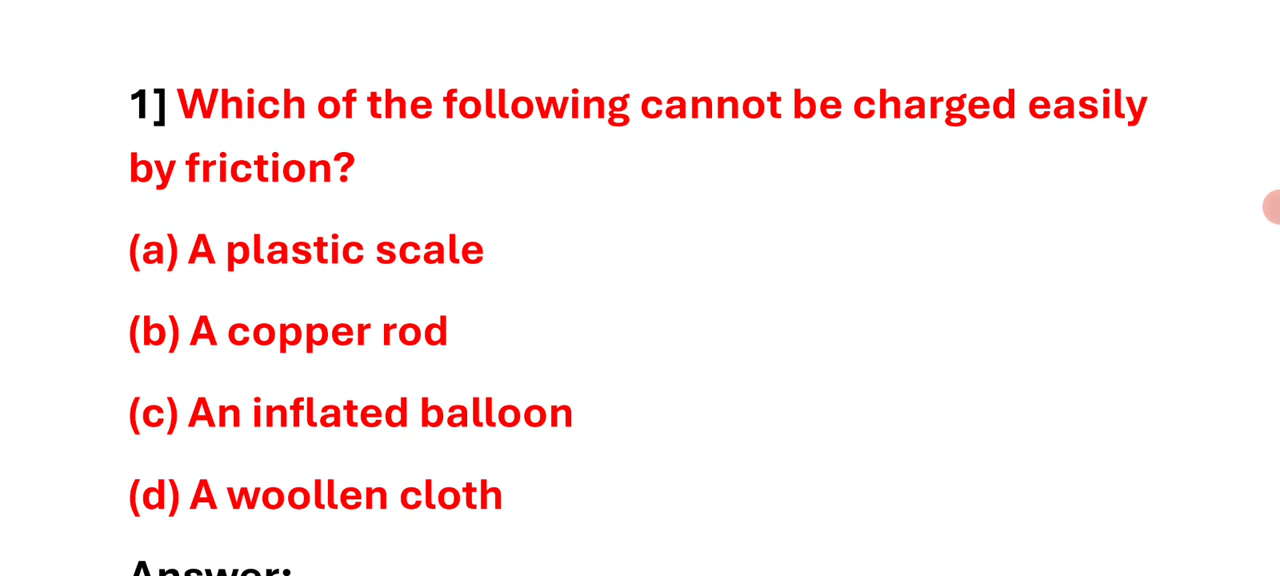 1] Which of the following cannot be charged easily
by friction?
(a) A plastic scale
(b) A copper rod
(c) An inflated balloon
(d) A woollen cloth
Answer: